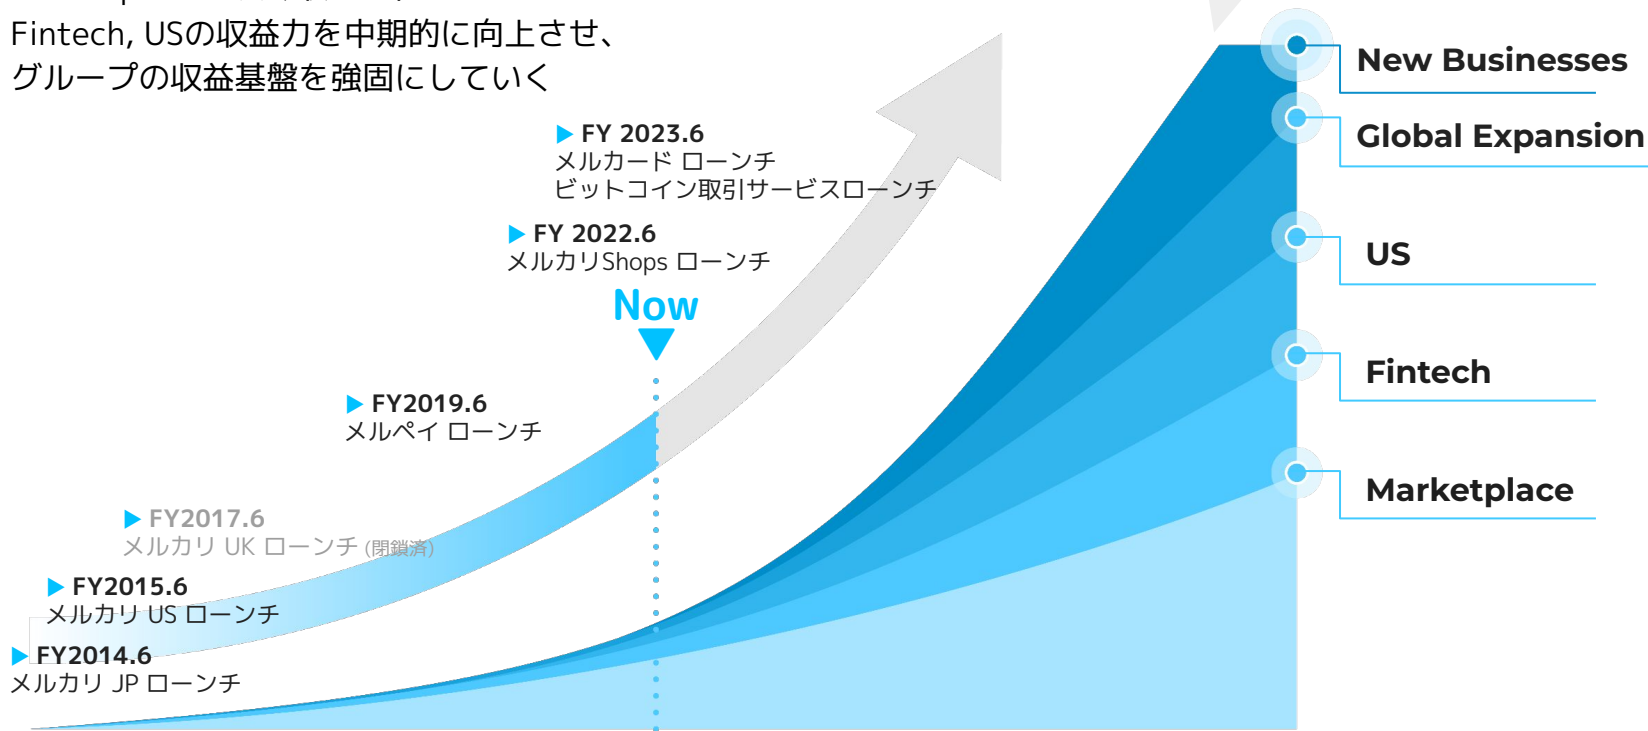 Fintech, USの収益力を中期的に向上させ、
グループの収益基盤を強固にしていく
▶ FY 2023.6
メルカード ローンチ
ビットコイン取引サービスローンチ
▶ FY 2022.6
メルカリShops ローンチ
Now
▶ FY2019.6
メルペイ ローンチ
▶ FY2017.6
メルカリ UK ローンチ (閉鎖済)
▶ FY2015.6
メルカリ US ローンチ
▶ FY2014.6
メルカリ JP ローンチ
New Businesses
Global Expansion
US
Fintech
Marketplace